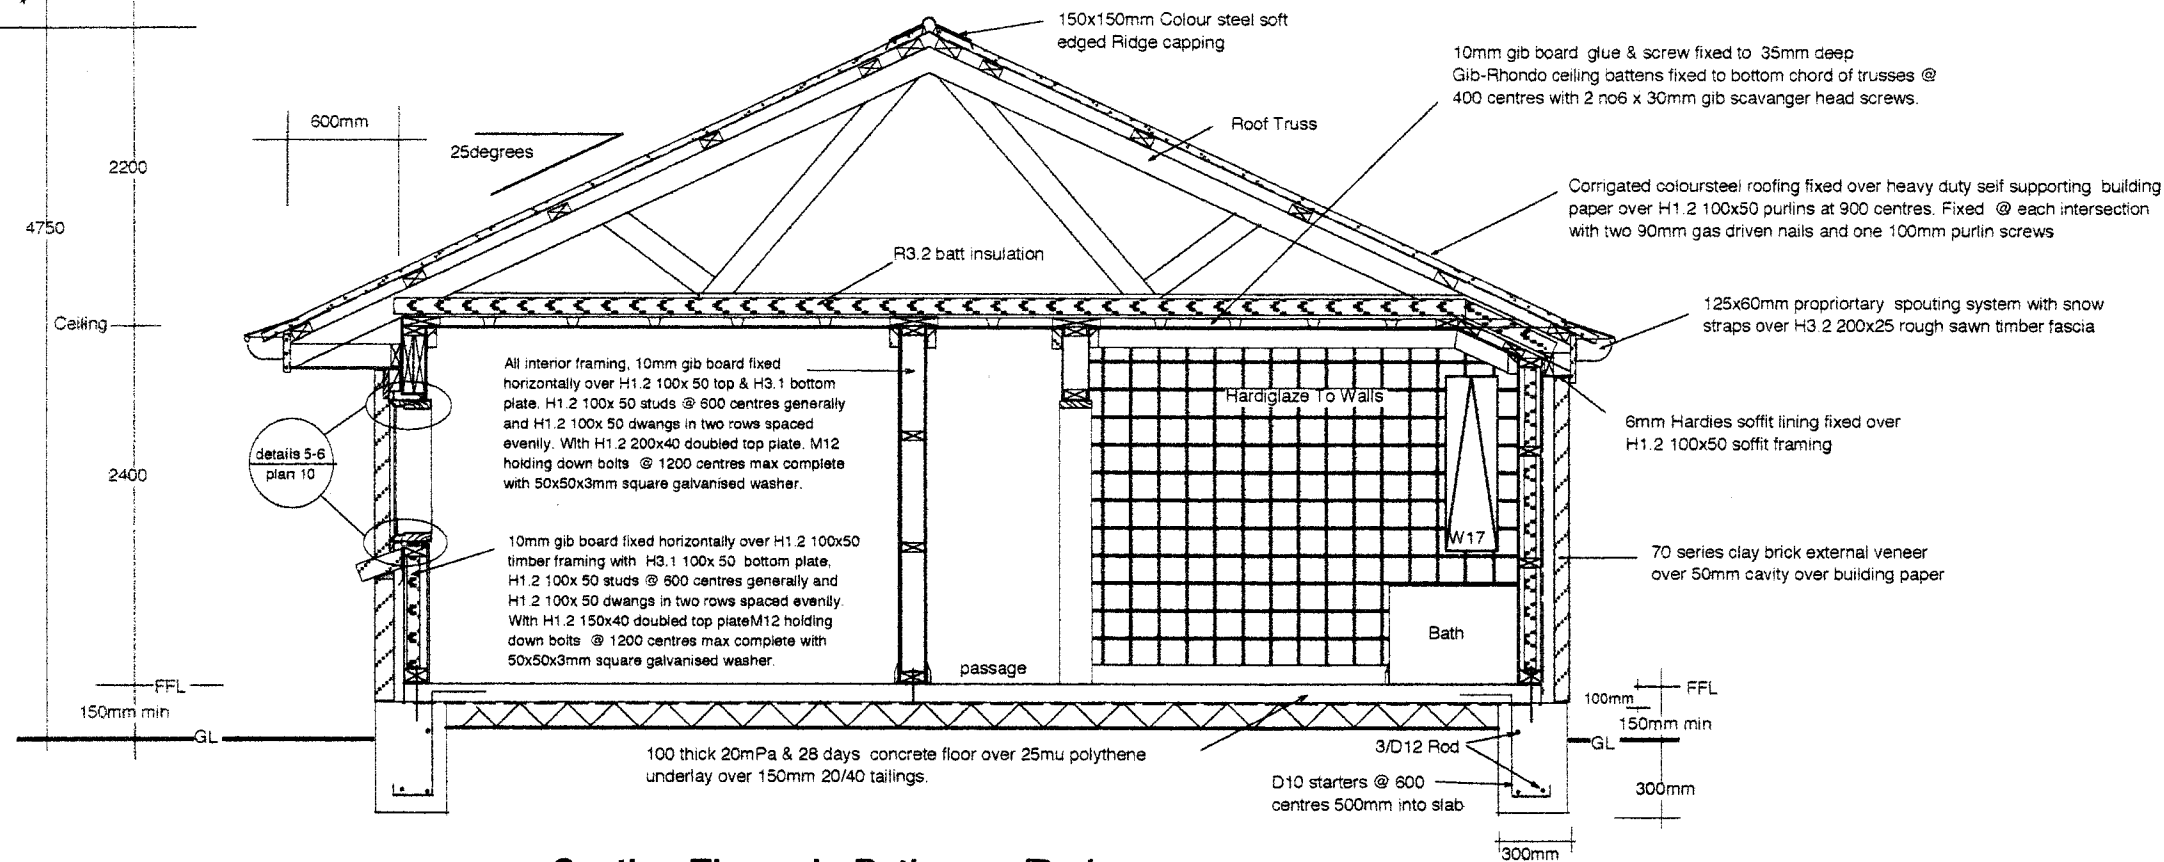 150x150mm Colour steel soft
edged Ridge capping
10mm gib board glue & screw fixed to 35mm deep
Gib-Rhondo ceiling battens fixed to bottom chord of trusses @
400 centres with 2 no6 x 30mm gib scavanger head screws.
600mm
25degrees
Roof Truss
2200
4750
Corrigated coloursteel roofing fixed over heavy duty self supporting building
paper over H1.2 100x50 purlins at 900 centres. Fixed @ each intersection
with two 90mm gas driven nails and one 100mm purlin screws
R3.2 batt insulation
125x60mm propriortary spouting system with snow
straps over H3.2 200x25 rough sawn timber fascia
Ceiling
All interior framing, 10mm gib board fixed
horizontally over H1.2 100x 50 top & H3.1 bottom
plate. H1.2 100x 50 studs @ 600 centres generally
and H1.2 100x 50 dwangs in two rows spaced
evenly. With H1.2 200x40 doubled top plate. M12
holding down bolts @ 1200 centres max complete
with 50x50x3mm square galvanised washer.
Hardiglaze To Walls
6mm Hardies soffit lining fixed over
H1.2 100x50 soffit framing
details 5-6
plan 10
2400
W17
10mm gib board fixed horizontally over H1.2 100x50
timber framing with H3.1 100x 50 bottom plate,
H1.2 100x 50 studs @ 600 centres generally and
H1.2 100x 50 dwangs in two rows spaced evenly.
With H1.2 150x40 doubled top plateM12 holding
down bolts @ 1200 centres max complete with
50x50x3mm square galvanised washer.
70 series clay brick external veneer
over 50mm cavity over building paper
Bath
passage
FFL
150mm min
GL
100mm
FFL
150mm min
GL
100 thick 20mPa & 28 days concrete floor over 25mu polythene
underlay over 150mm 20/40 tailings.
3/D12 Rod
D10 starters @ 600
centres 500mm into slab
300mm
300mm